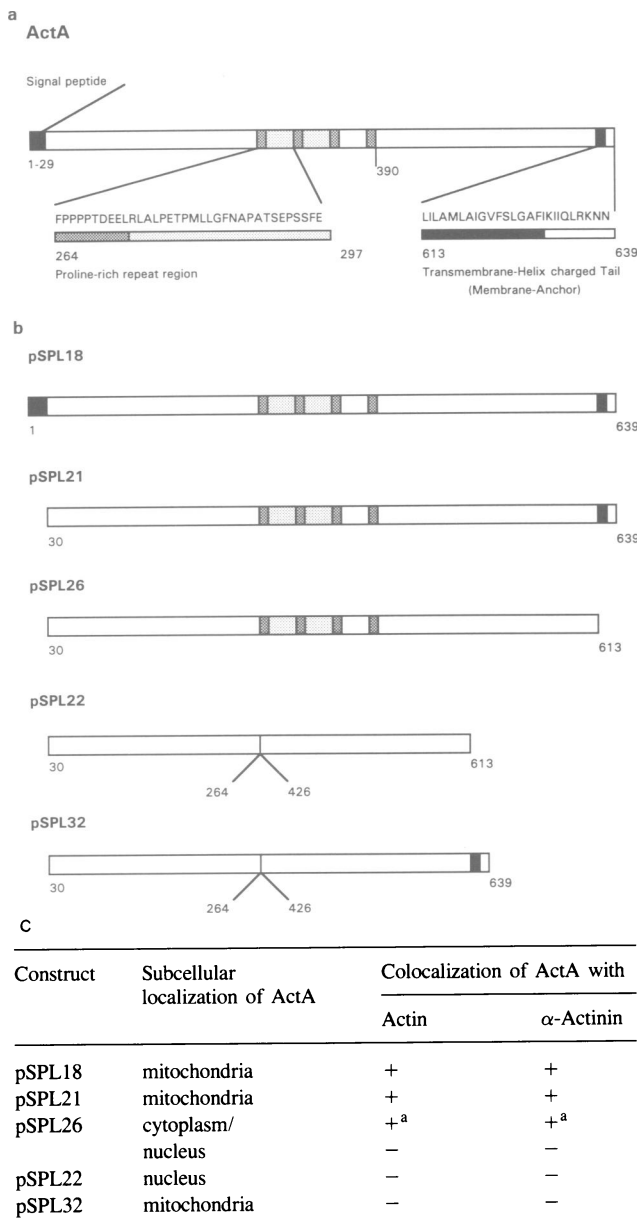 a
ActA
Signal peptide
1-29
390
FPPPPTDEELRLALPETPMLLGFNAPATSEPSSFE
LILAMLAIGVFSLGAFIKIIQLRKNN
264
297
613
639
Proline-rich repeat region
Transmembrane-Helix charged Tail
(Membrane-Anchor)
b
pSPL18
1
639
pSPL21
30
639
pSPL26
30
613
pSPL22
30
613
264
426
pSPL32
30
639
264
426
C
Construct Subcellular localization of ActA Colocalization of ActA with
Actin α-Actinin
pSPL18 mitochondria + +
pSPL21 mitochondria + +
pSPL26 cytoplasm/ +a +a
nucleus − −
pSPL22 nucleus − −
pSPL32 mitochondria − −